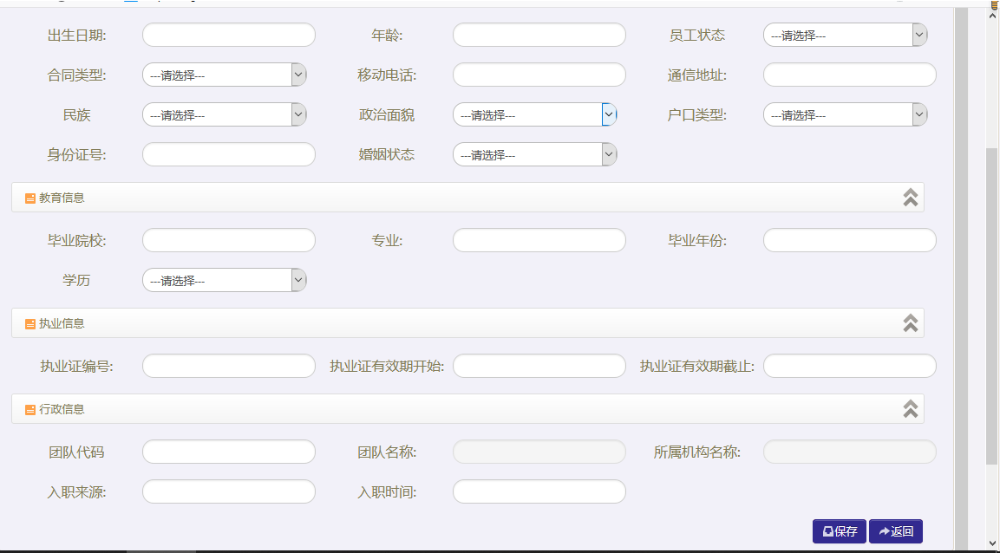 出生日期: 年龄: 员工状态 ---请选择---
合同类型: ---请选择--- 移动电话: 通信地址:
民族 ---请选择--- 政治面貌 ---请选择--- 户口类型: ---请选择---
身份证号: 婚姻状态 ---请选择---
教育信息
毕业院校: 专业: 毕业年份:
学历 ---请选择---
执业信息
执业证编号: 执业证有效期开始: 执业证有效期截止:
行政信息
团队代码 团队名称: 所属机构名称:
入职来源: 入职时间:
保存 返回